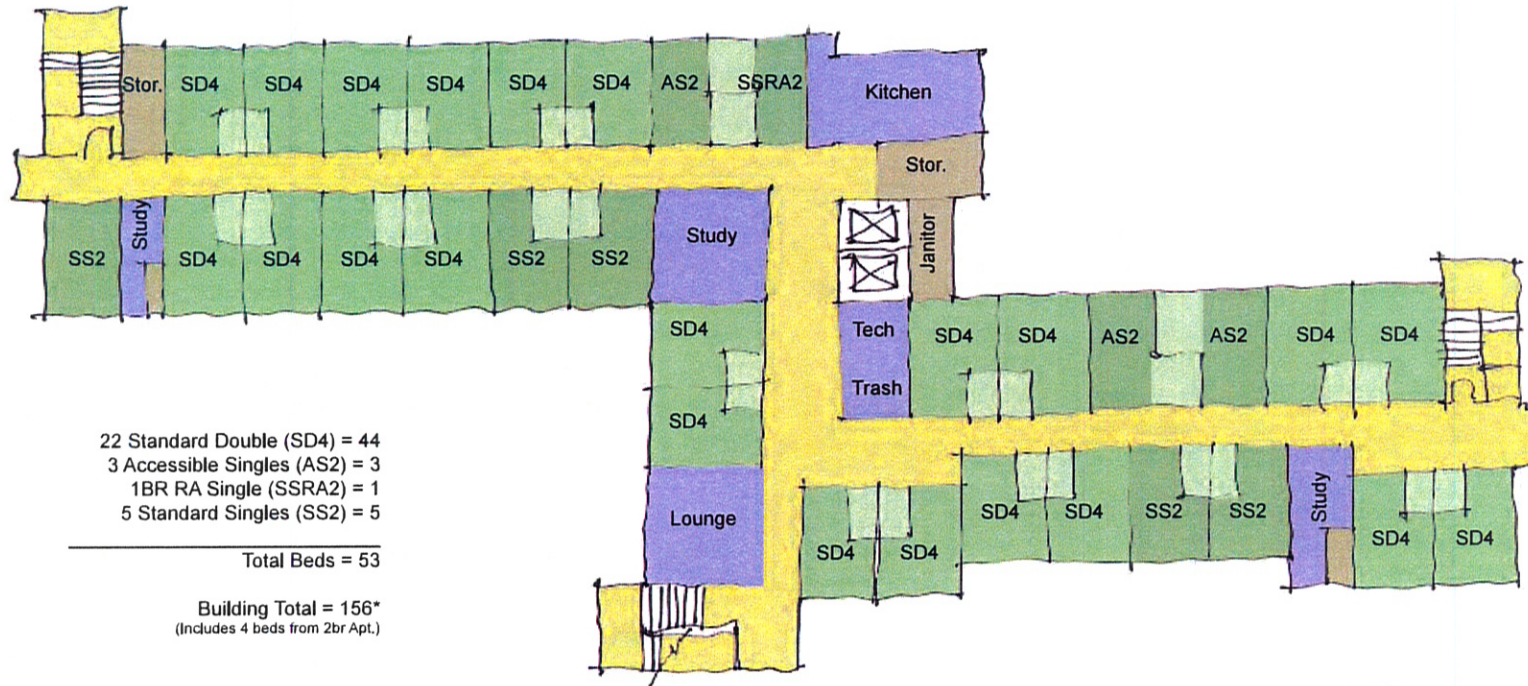 Stor. SD4 SD4 SD4 SD4 SD4 SD4 AS2 SSRA2 Kitchen
Stor.
SS2 Study SD4 SD4 SD4 SD4 SS2 SS2 Study Janitor
SD4 Tech SD4 SD4 AS2 AS2 SD4 SD4
Trash
SD4
Lounge SD4 SD4 SD4 SD4 SS2 SS2 Study SD4 SD4
22 Standard Double (SD4) = 44
3 Accessible Singles (AS2) = 3
1BR RA Single (SSRA2) = 1
5 Standard Singles (SS2) = 5
Total Beds = 53
Building Total = 156*
(Includes 4 beds from 2br Apt.)